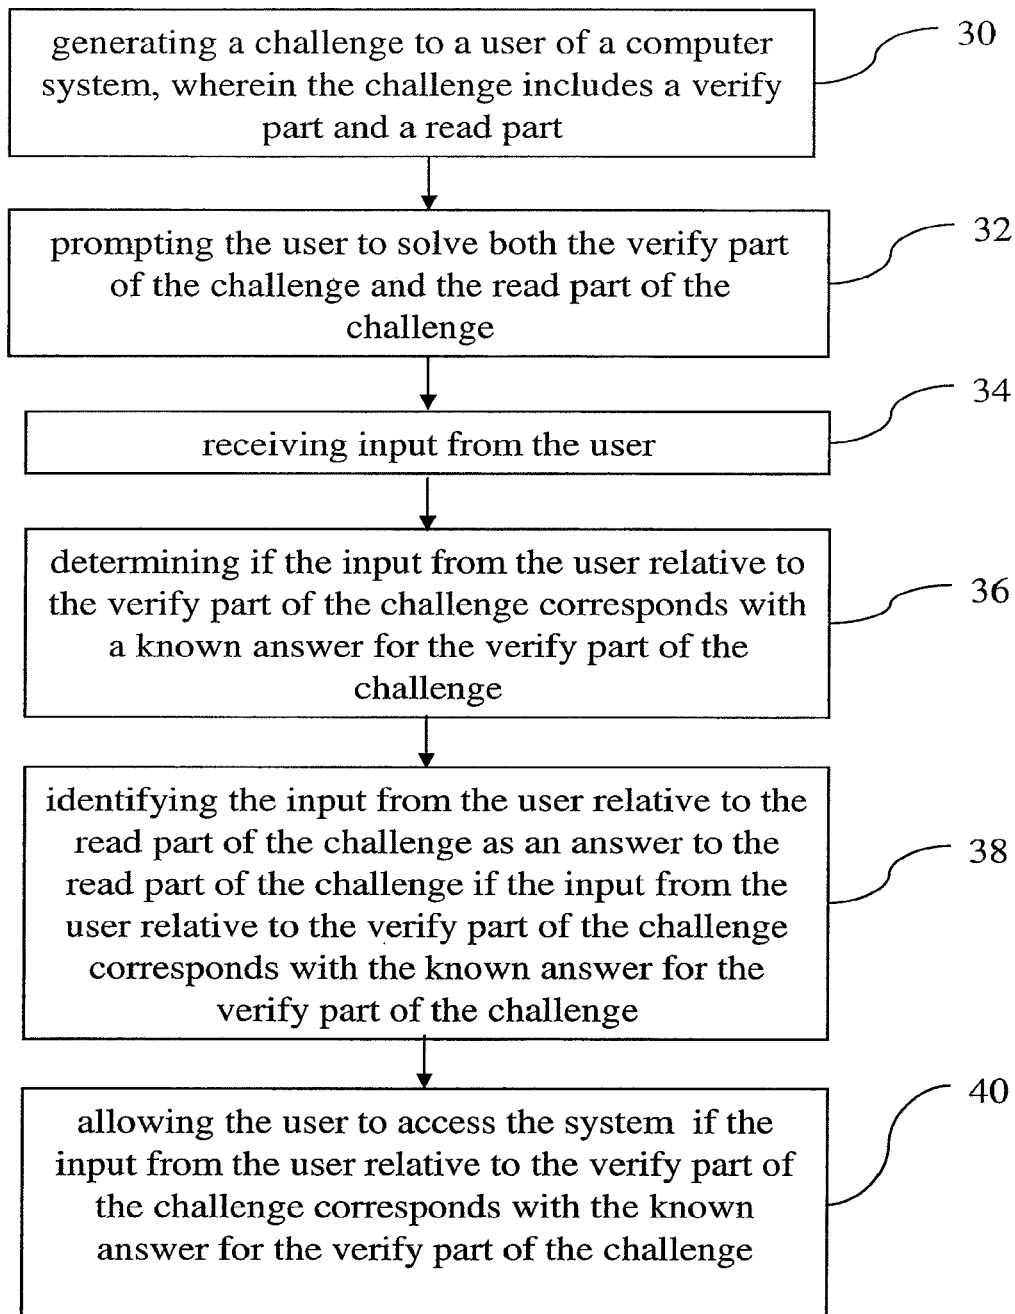 generating a challenge to a user of a computer
system, wherein the challenge includes a verify
part and a read part
30
prompting the user to solve both the verify part
of the challenge and the read part of the
challenge
32
receiving input from the user
34
determining if the input from the user relative to
the verify part of the challenge corresponds with
a known answer for the verify part of the
challenge
36
identifying the input from the user relative to the
read part of the challenge as an answer to the
read part of the challenge if the input from the
user relative to the verify part of the challenge
corresponds with the known answer for the
verify part of the challenge
38
allowing the user to access the system if the
input from the user relative to the verify part of
the challenge corresponds with the known
answer for the verify part of the challenge
40